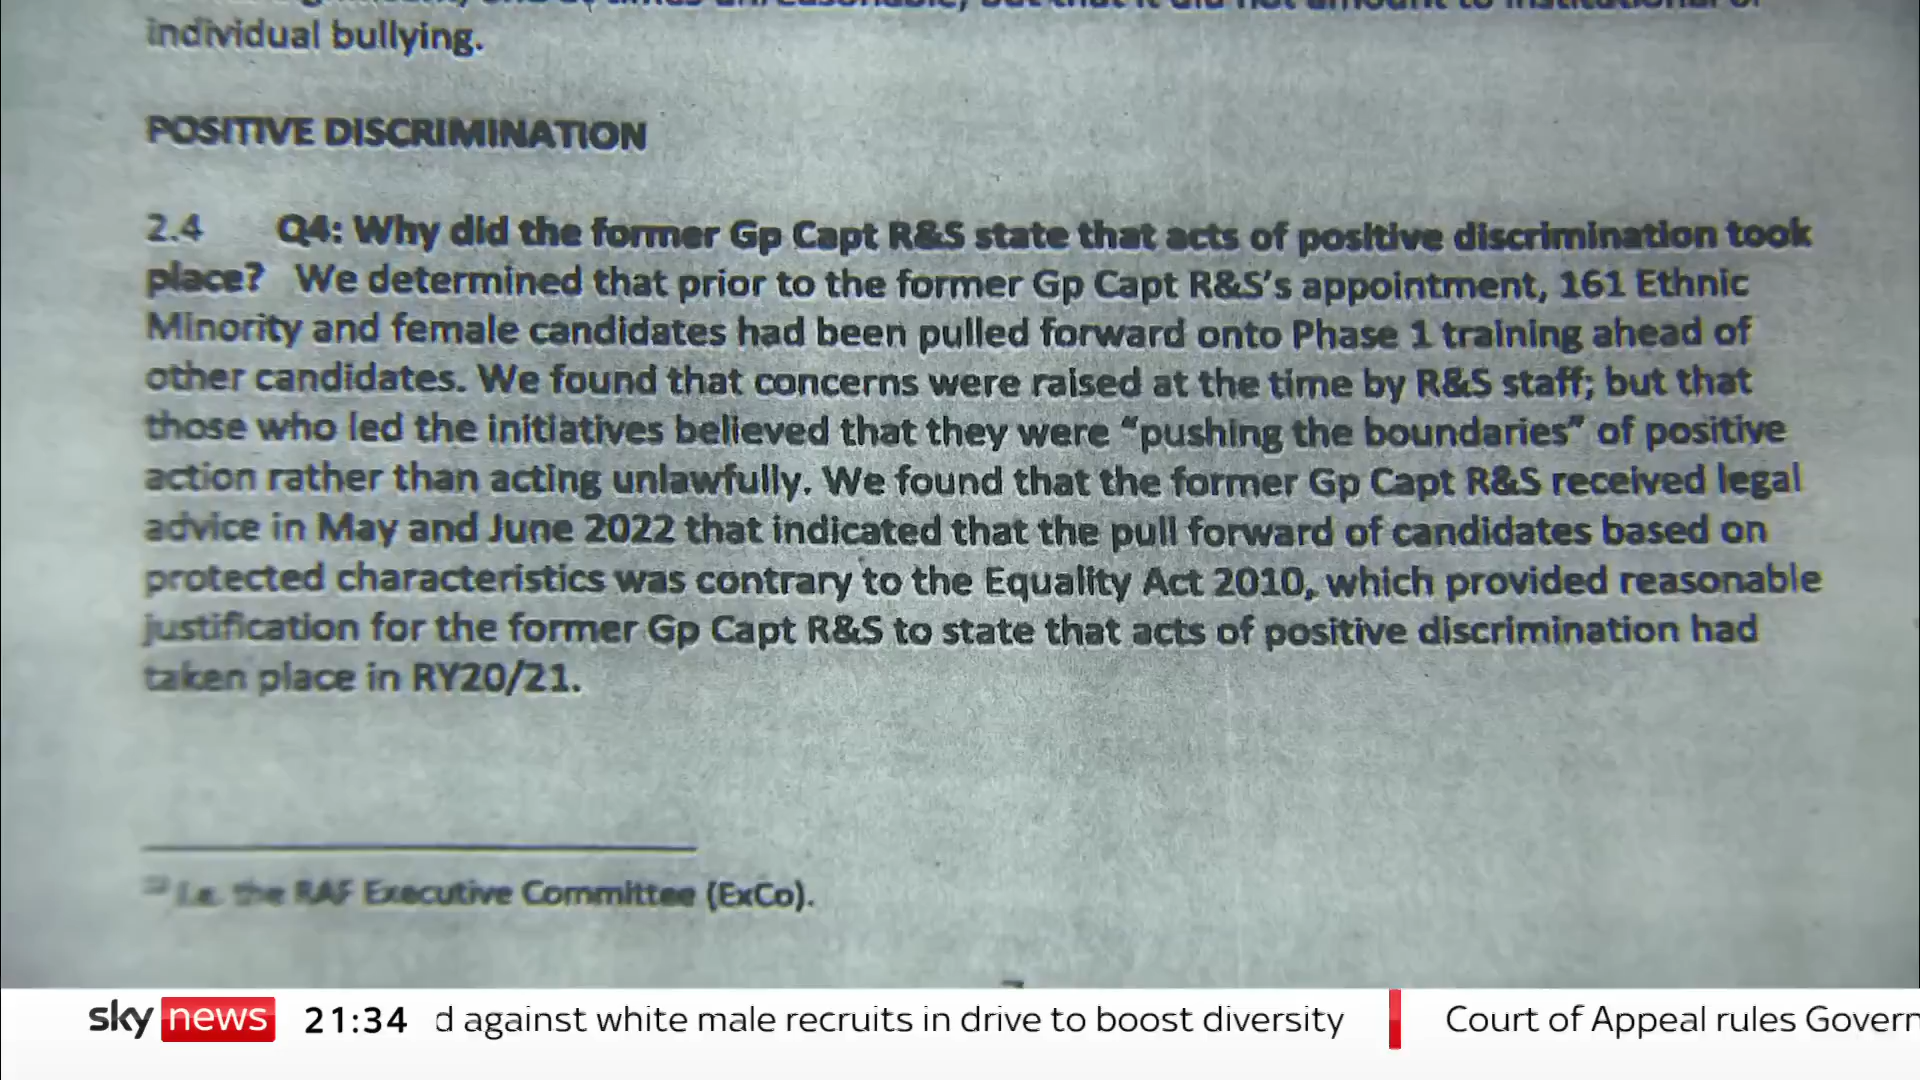 individual bullying.
POSITIVE DISCRIMINATION
2.4 Q4: Why did the former Gp Capt R&S state that acts of positive discrimination took
place? We determined that prior to the former Gp Capt R&S's appointment, 161 Ethnic
Minority and female candidates had been pulled forward onto Phase 1 training ahead of
other candidates. We found that concerns were raised at the time by R&S staff; but that
those who led the initiatives believed that they were “pushing the boundaries” of positive
action rather than acting unlawfully. We found that the former Gp Capt R&S received legal
advice in May and June 2022 that indicated that the pull forward of candidates based on
protected characteristics was contrary to the Equality Act 2010, which provided reasonable
justification for the former Gp Capt R&S to state that acts of positive discrimination had
taken place in RY20/21.
i.e. the RAF Executive Committee (ExCo).
sky news 21:34 d against white male recruits in drive to boost diversity Court of Appeal rules Govern